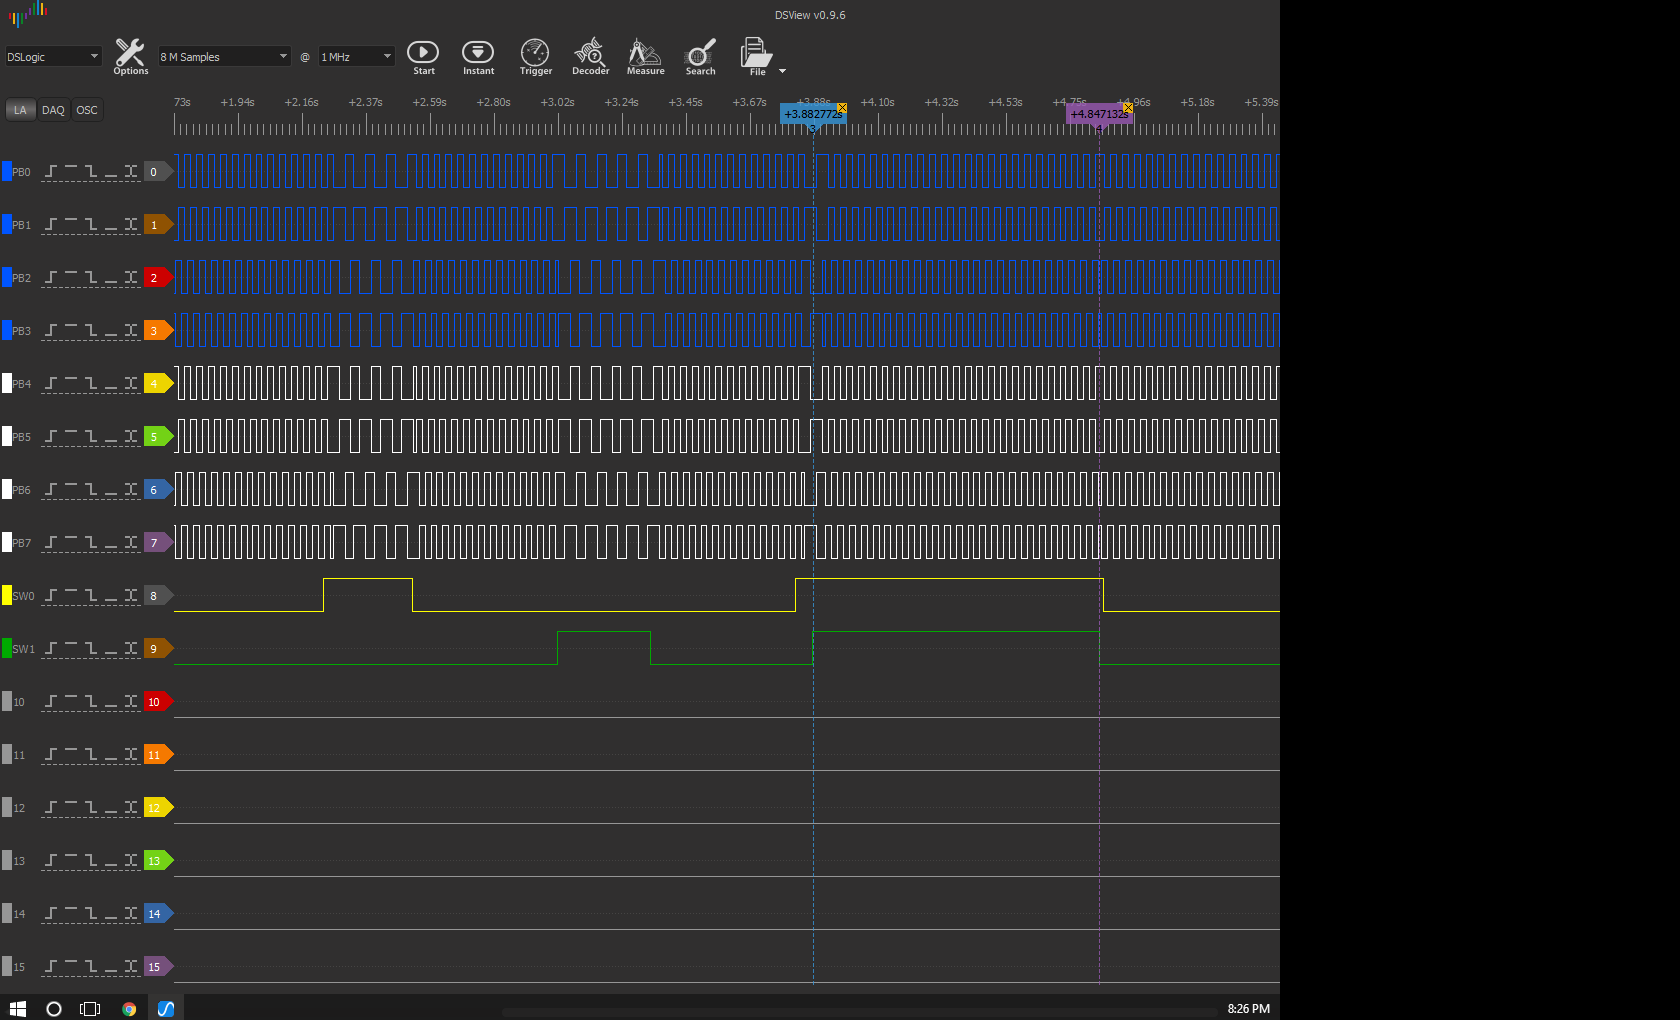 DSView v0.9.6
DSLogic 8 M Samples @ 1 MHz
Options Start Instant Trigger Decoder Measure Search File
LA DAQ OSC
73s +1.94s +2.16s +2.37s +2.59s +2.80s +3.02s +3.24s +3.45s +3.67s +3.88s +4.10s +4.32s +4.53s +4.75s +4.96s +5.18s +5.39s
+3.882772s +4.847132s
3 4
PB0 0
PB1 1
PB2 2
PB3 3
PB4 4
PB5 5
PB6 6
PB7 7
SW0 8
SW1 9
10 10
11 11
12 12
13 13
14 14
15 15
8:26 PM